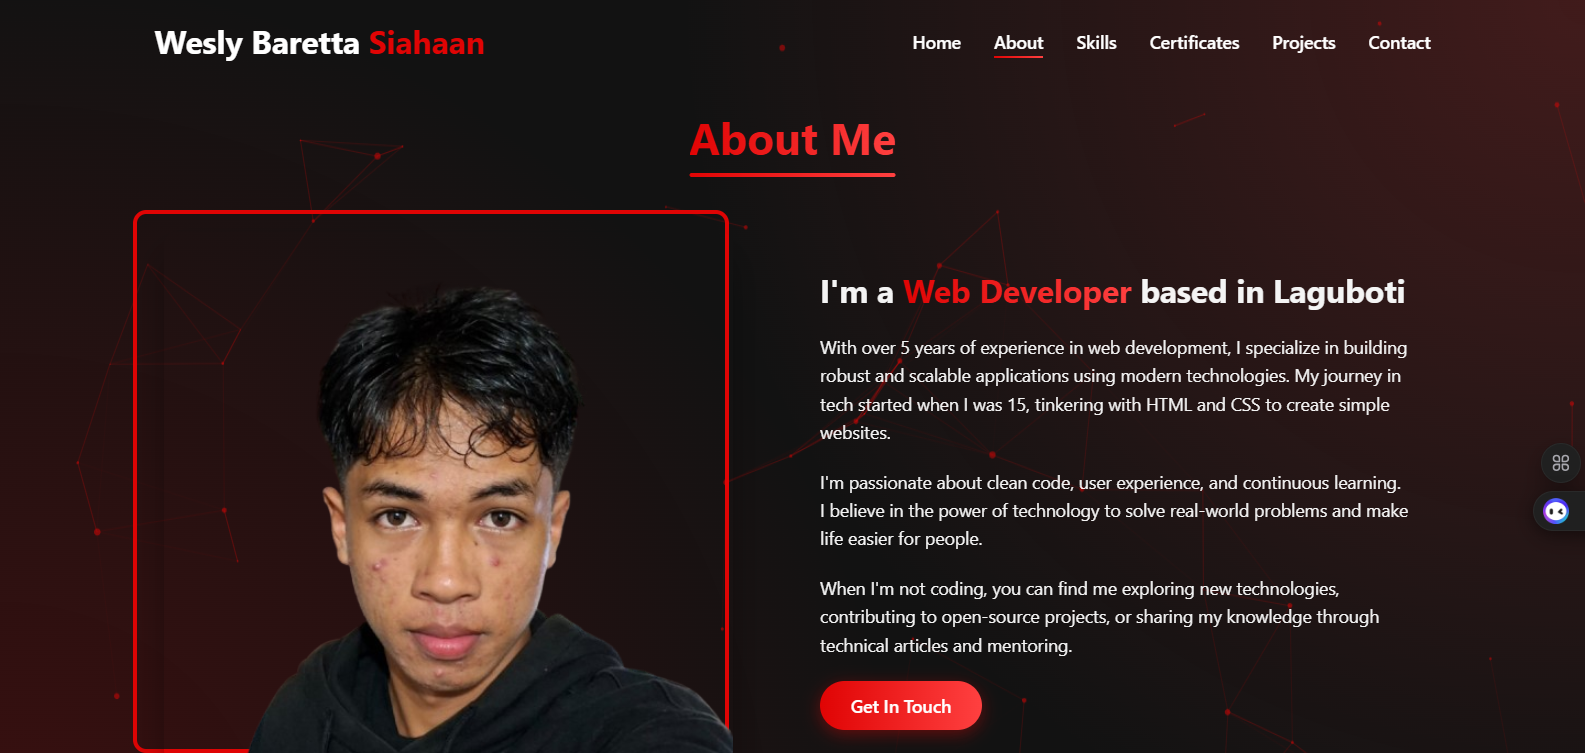 Wesly Baretta Siahaan
Home About Skills Certificates Projects Contact
About Me
I'm a Web Developer based in Laguboti
With over 5 years of experience in web development, I specialize in building
robust and scalable applications using modern technologies. My journey in
tech started when I was 15, tinkering with HTML and CSS to create simple
websites.
I'm passionate about clean code, user experience, and continuous learning.
I believe in the power of technology to solve real-world problems and make
life easier for people.
When I'm not coding, you can find me exploring new technologies,
contributing to open-source projects, or sharing my knowledge through
technical articles and mentoring.
Get In Touch